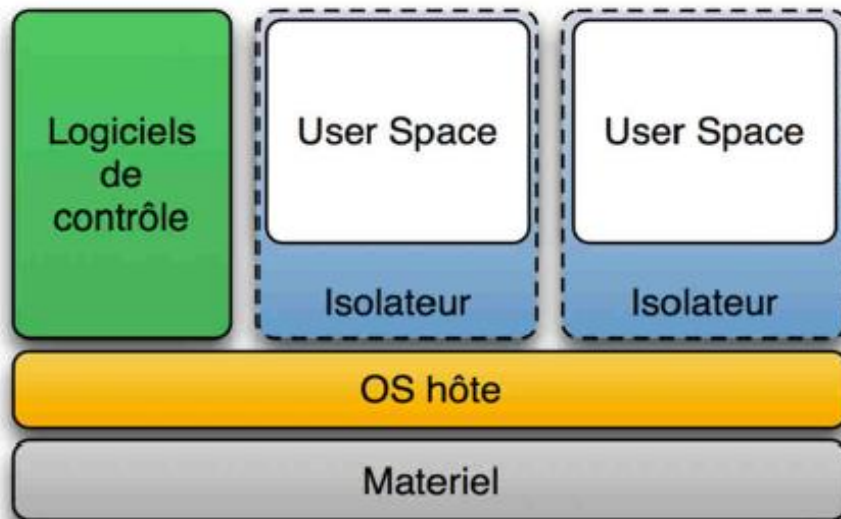 Logiciels
de
contrôle
User Space
User Space
Isolateur
Isolateur
OS hôte
Materiel